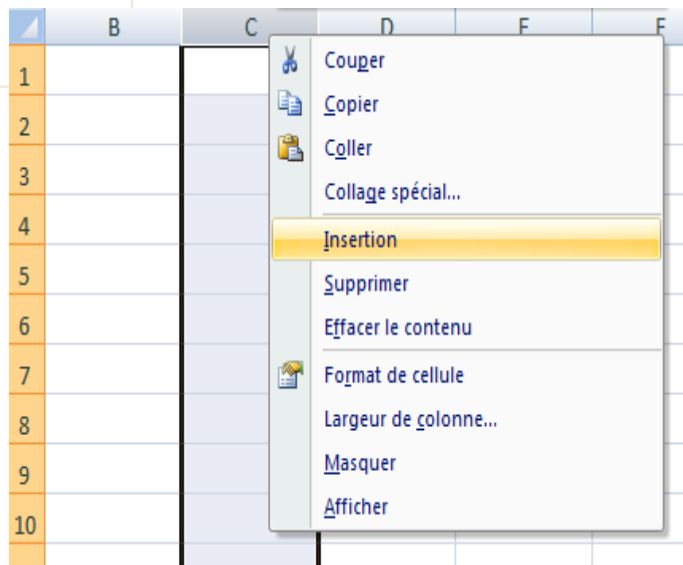 B C D E F
1
2
3
4
5
6
7
8
9
10
Couper
Copier
Coller
Collage spécial...
Insertion
Supprimer
Effacer le contenu
Format de cellule
Largeur de colonne...
Masquer
Afficher